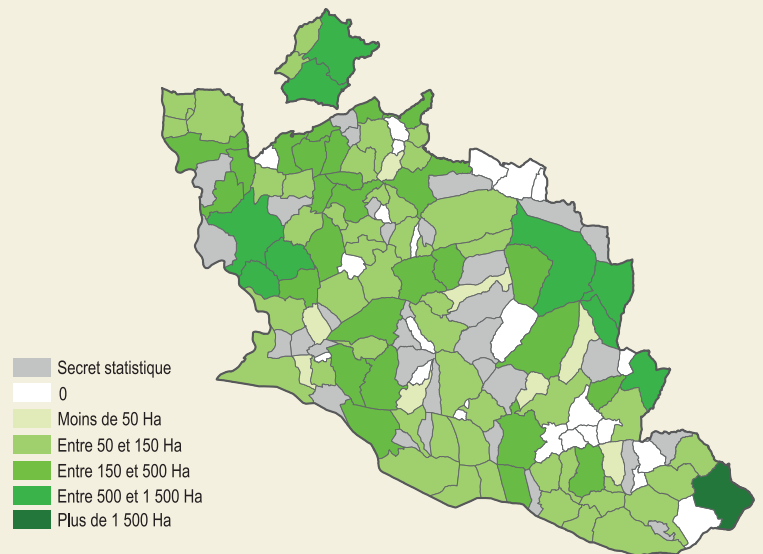 Secret statistique
0
Moins de 50 Ha
Entre 50 et 150 Ha
Entre 150 et 500 Ha
Entre 500 et 1 500 Ha
Plus de 1 500 Ha